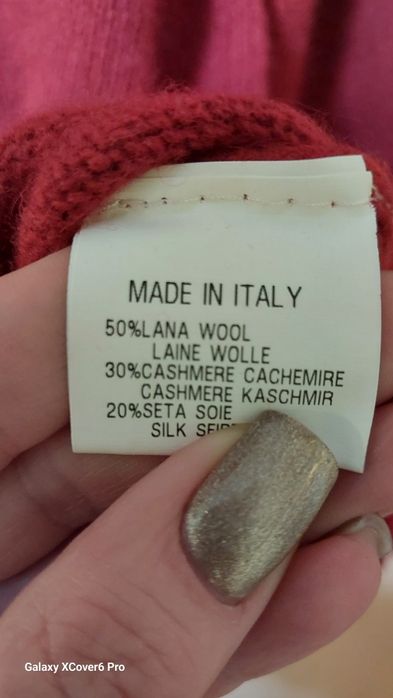 MADE IN ITALY
50%LANA WOOL
LAINE WOLLE
30%CASHMERE CACHEMIRE
CASHMERE KASCHMIR
20%SETA SOIE
SILK
Galaxy XCover6 Pro